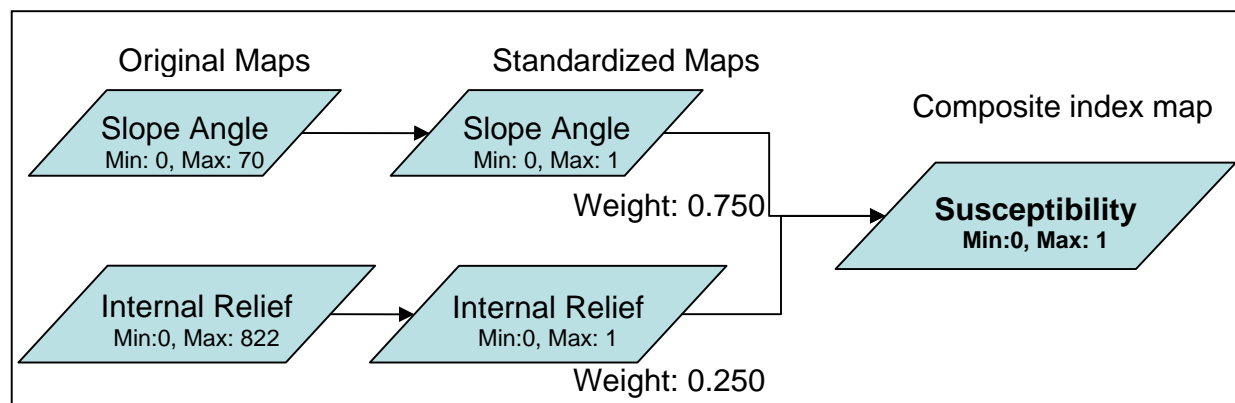 Original Maps
Standardized Maps
Composite index map
Slope Angle
Min: 0, Max: 70
Slope Angle
Min: 0, Max: 1
Weight: 0.750
Susceptibility
Min:0, Max: 1
Internal Relief
Min:0, Max: 822
Internal Relief
Min:0, Max: 1
Weight: 0.250